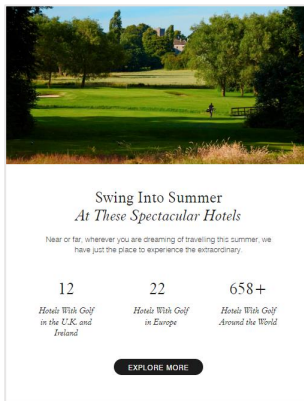 Swing Into Summer
At These Spectacular Hotels
Near or far, wherever you are dreaming of travelling this summer, we
have just the place to experience the extraordinary.
12
Hotels With Golf
in the U.K. and
Ireland
22
Hotels With Golf
in Europe
658+
Hotels With Golf
Around the World
EXPLORE MORE